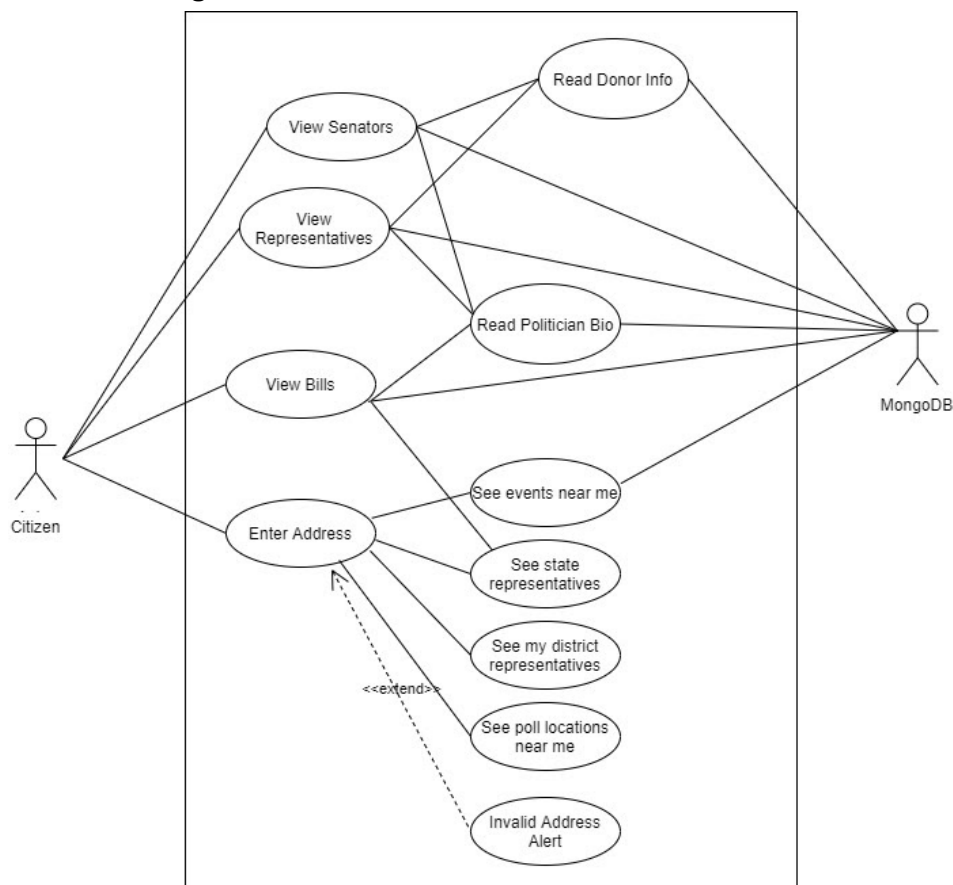 Read Donor Info
View Senators
View
Representatives
Read Politician Bio
View Bills
MongoDB
See events near me
Citizen
Enter Address
See state
representatives
See my district
representatives
<<extend>>
See poll locations
near me
Invalid Address
Alert